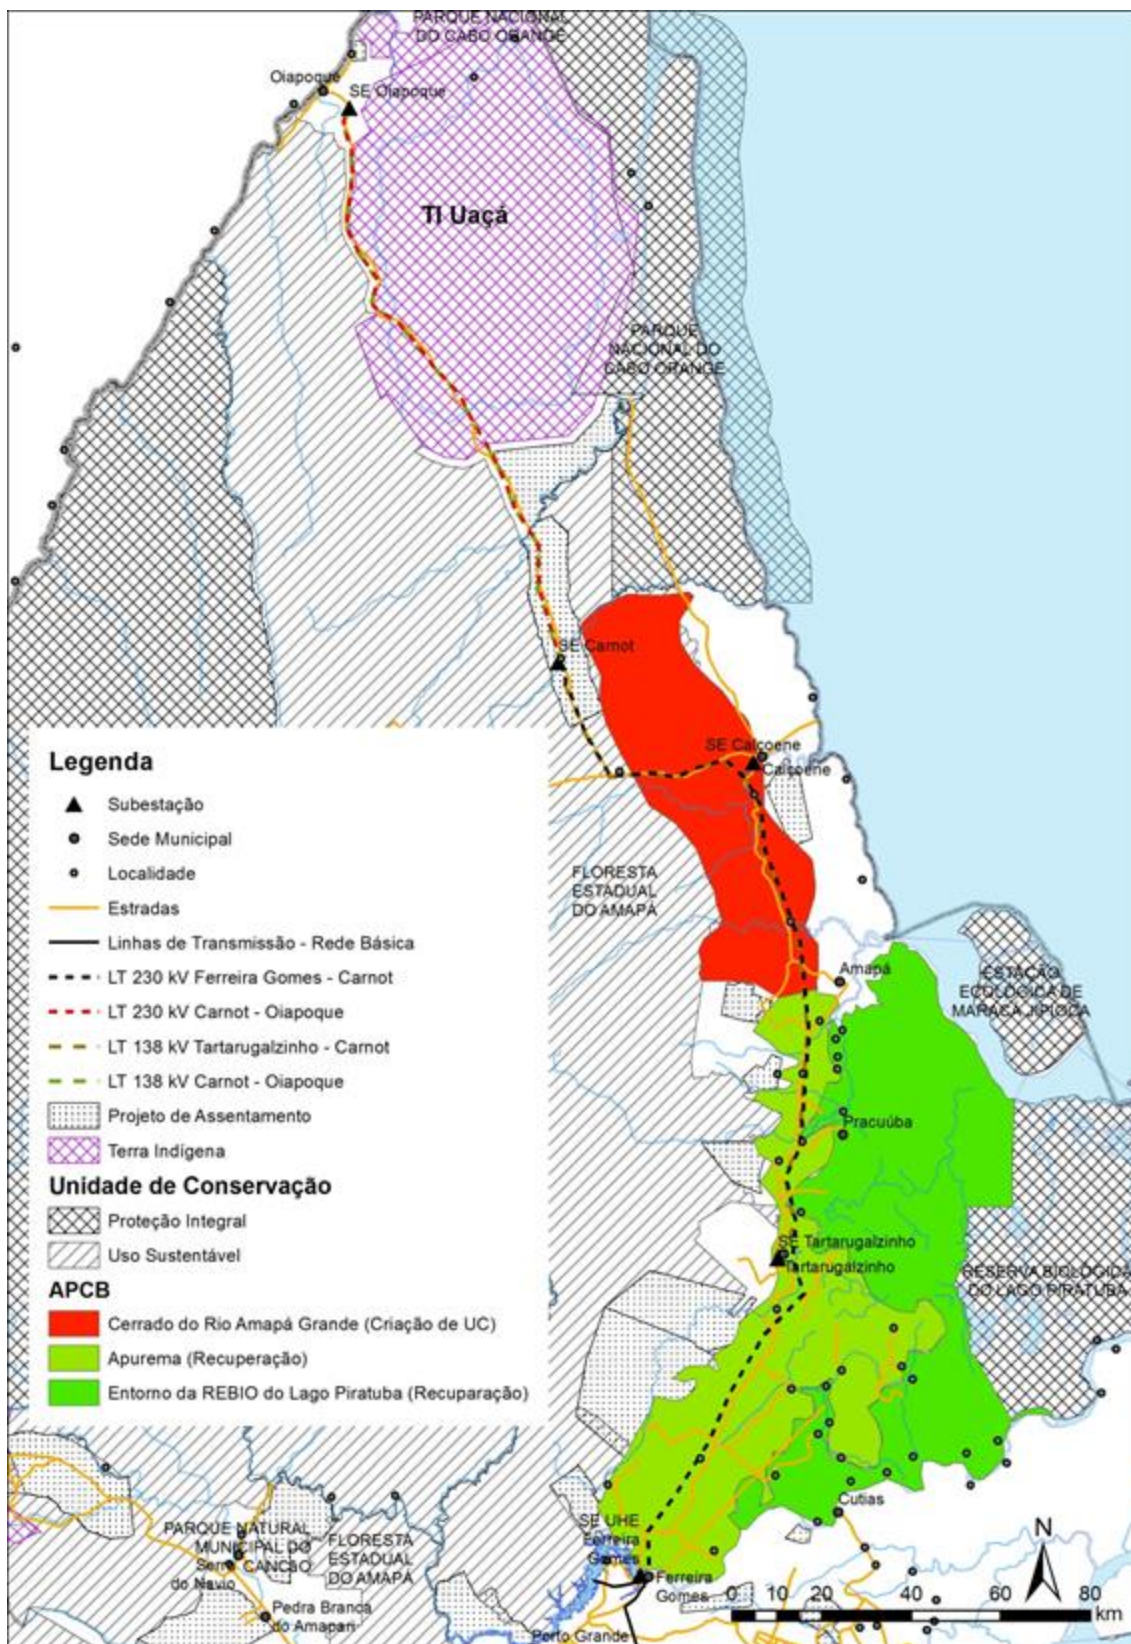 PARQUE NACIONAL
DO CABO ORANGE
Oiapoque
SE Oiapoque
TI Uaçá
PARQUE
NACIONAL DO
CABO ORANGE
SE Carnot
SE Calçoene
Calçoene
FLORESTA
ESTADUAL
DO AMAPÁ
Amapá
ESTAÇÃO
ECOLÓGICA DE
MARACÁ JIPIOCA
Pracuúba
SE Tartarugalzinho
Tartarugalzinho
RESERVA BIOLÓGICA
DO LAGO PIRATUBA
Legenda
Subestação
Sede Municipal
Localidade
Estradas
Linhas de Transmissão - Rede Básica
LT 230 kV Ferreira Gomes - Carnot
LT 230 kV Carnot - Oiapoque
LT 138 kV Tartarugalzinho - Carnot
LT 138 kV Carnot - Oiapoque
Projeto de Assentamento
Terra Indígena
Unidade de Conservação
Proteção Integral
Uso Sustentável
APCB
Cerrado do Rio Amapá Grande (Criação de UC)
Apurema (Recuperação)
Entorno da REBIO do Lago Piratuba (Recuparação)
Cutias
SE UHE
Ferreira
Gomes
Ferreira
Gomes
PARQUE NATURAL
MUNICIPAL DO
CANCÃO
Serra
do Navio
FLORESTA
ESTADUAL
DO AMAPÁ
Pedra Branca
do Amapari
Porto Grande
N
0 10 20 40 60 80
km